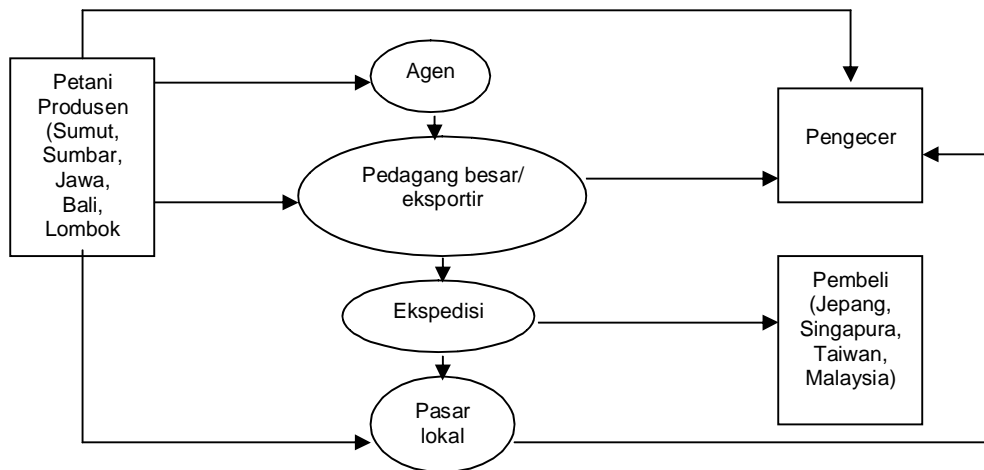 Petani
Produsen
(Sumut,
Sumbar,
Jawa,
Bali,
Lombok
Agen
Pedagang besar/
eksportir
Ekspedisi
Pasar
lokal
Pengecer
Pembeli
(Jepang,
Singapura,
Taiwan,
Malaysia)